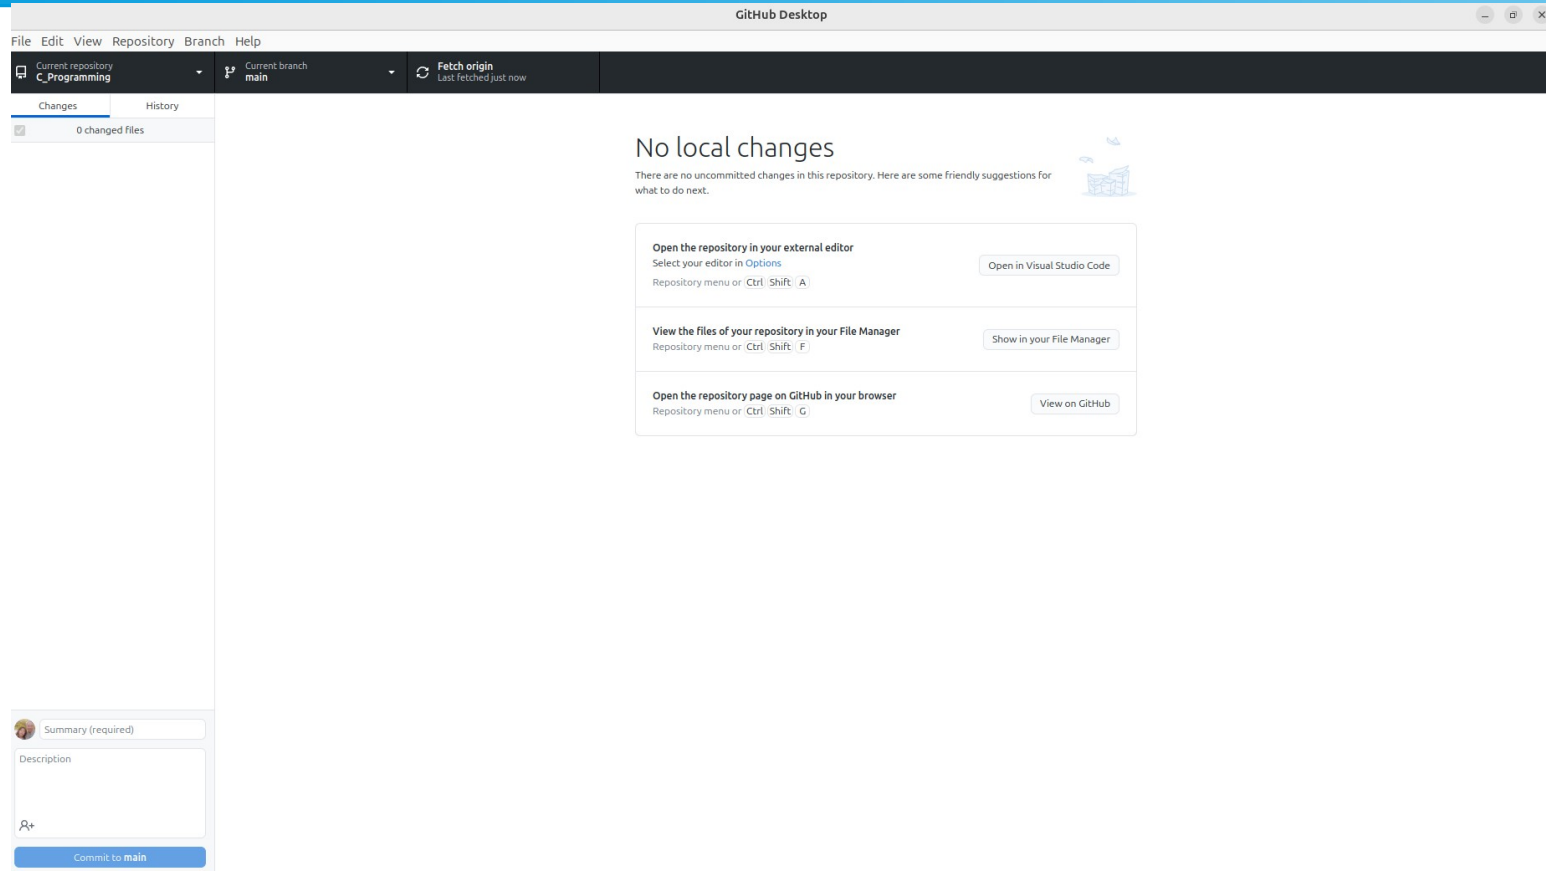 GitHub Desktop
File Edit View Repository Branch Help
Current repository
C_Programming
Current branch
main
Fetch origin
Last fetched just now
Changes History
0 changed files
No local changes
There are no uncommitted changes in this repository. Here are some friendly suggestions for
what to do next.
Open the repository in your external editor
Select your editor in Options
Repository menu or Ctrl Shift A
Open in Visual Studio Code
View the files of your repository in your File Manager
Repository menu or Ctrl Shift F
Show in your File Manager
Open the repository page on GitHub in your browser
Repository menu or Ctrl Shift G
View on GitHub
Summary (required)
Description
Commit to main